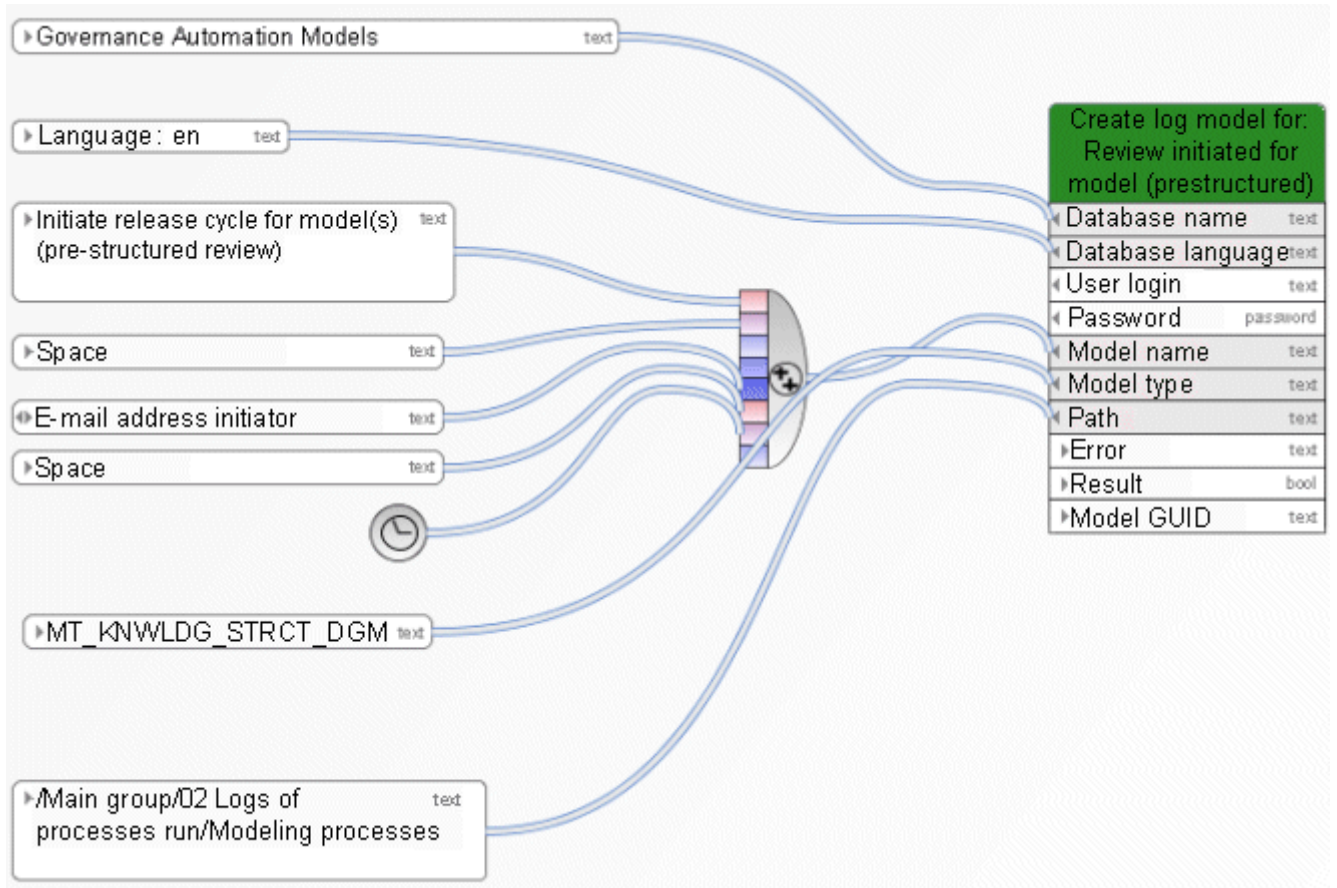 Governance Automation Models text
Language: en text
Initiate release cycle for model(s) text
(pre-structured review)
Space text
E-mail address initiator text
Space text
MT_KNWLDG_STRCT_DGM text
/Main group/02 Logs of text
processes run/Modeling processes
Create log model for:
Review initiated for
model (prestructured)
Database name text
Database language text
User login text
Password password
Model name text
Model type text
Path text
Error text
Result bool
Model GUID text